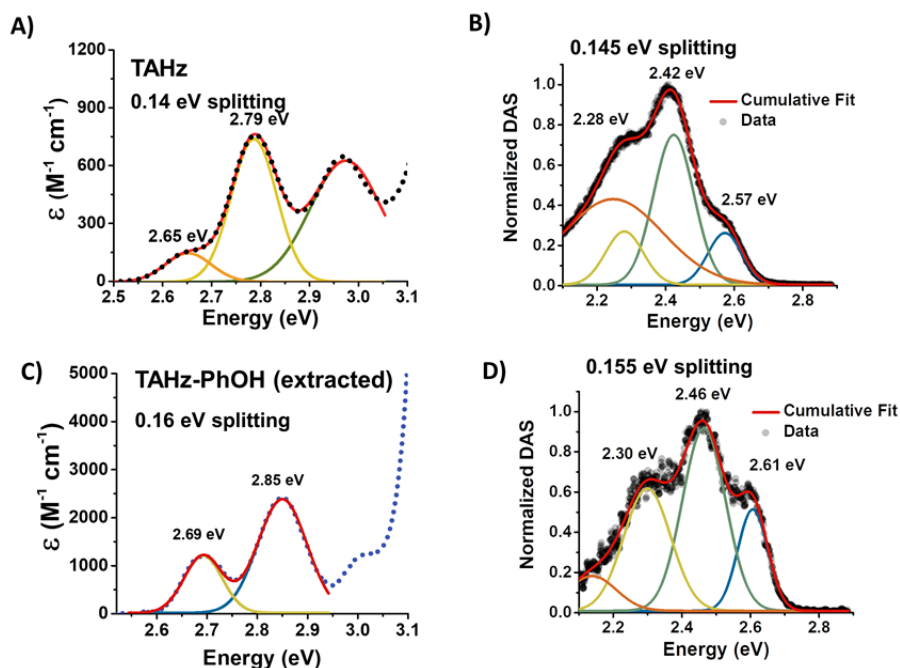 A)
TAHz
0.14 eV splitting
2.79 eV
2.65 eV
1200
900
600
300
0
ε (M⁻¹ cm⁻¹)
2.5 2.6 2.7 2.8 2.9 3.0 3.1
Energy (eV)
B)
0.145 eV splitting
2.42 eV
2.28 eV
2.57 eV
Cumulative Fit
Data
1.0
0.8
0.6
0.4
0.2
0.0
Normalized DAS
2.2 2.4 2.6 2.8
Energy (eV)
C)
TAHz-PhOH (extracted)
0.16 eV splitting
2.85 eV
2.69 eV
5000
4000
3000
2000
1000
0
ε (M⁻¹ cm⁻¹)
2.6 2.7 2.8 2.9 3.0 3.1
Energy (eV)
D)
0.155 eV splitting
2.46 eV
2.30 eV
2.61 eV
Cumulative Fit
Data
1.0
0.8
0.6
0.4
0.2
0.0
Normalized DAS
2.2 2.4 2.6 2.8
Energy (eV)